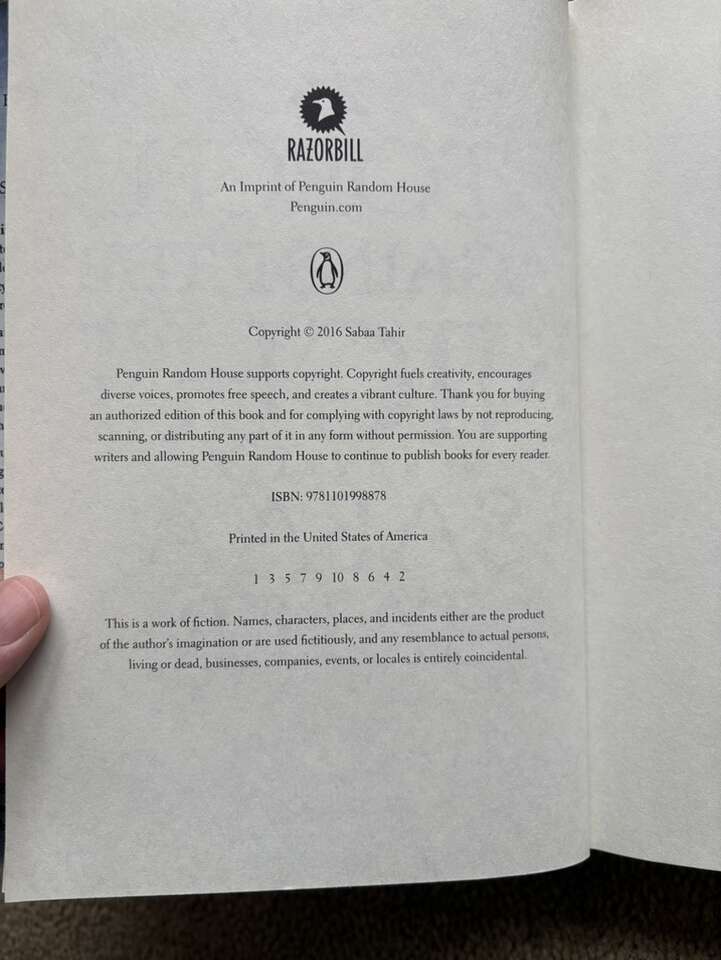 RAZORBILL
An Imprint of Penguin Random House
Penguin.com
Copyright © 2016 Sabaa Tahir
Penguin Random House supports copyright. Copyright fuels creativity, encourages
diverse voices, promotes free speech, and creates a vibrant culture. Thank you for buying
an authorized edition of this book and for complying with copyright laws by not reproducing,
scanning, or distributing any part of it in any form without permission. You are supporting
writers and allowing Penguin Random House to continue to publish books for every reader.
ISBN: 9781101998878
Printed in the United States of America
1 3 5 7 9 10 8 6 4 2
This is a work of fiction. Names, characters, places, and incidents either are the product
of the author's imagination or are used fictitiously, and any resemblance to actual persons,
living or dead, businesses, companies, events, or locales is entirely coincidental.